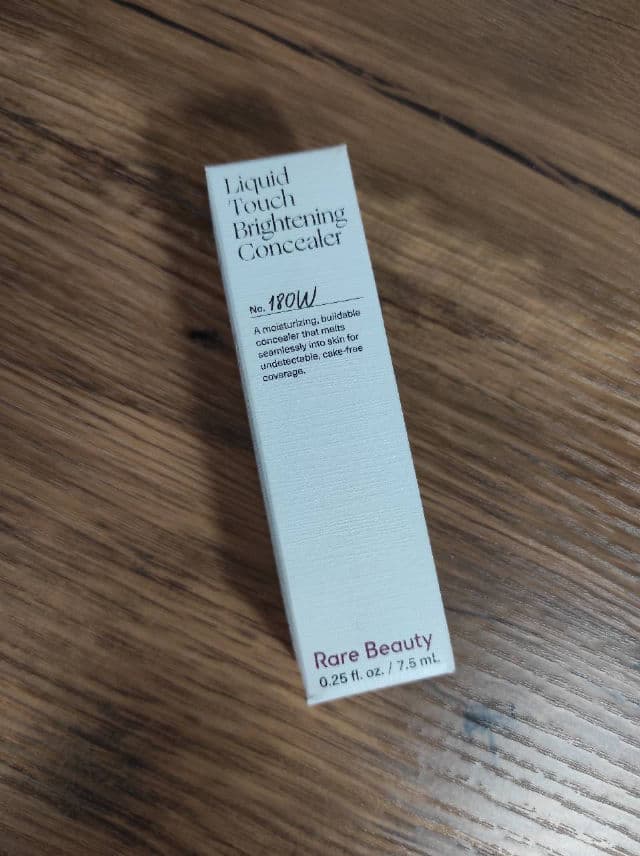 Liquid
Touch
Brightening
Concealer
No. 180W
A moisturizing, buildable
concealer that melts
seamlessly into skin for
undetectable, cake-free
coverage.
Rare Beauty
0.25 fl. oz. / 7.5 mL